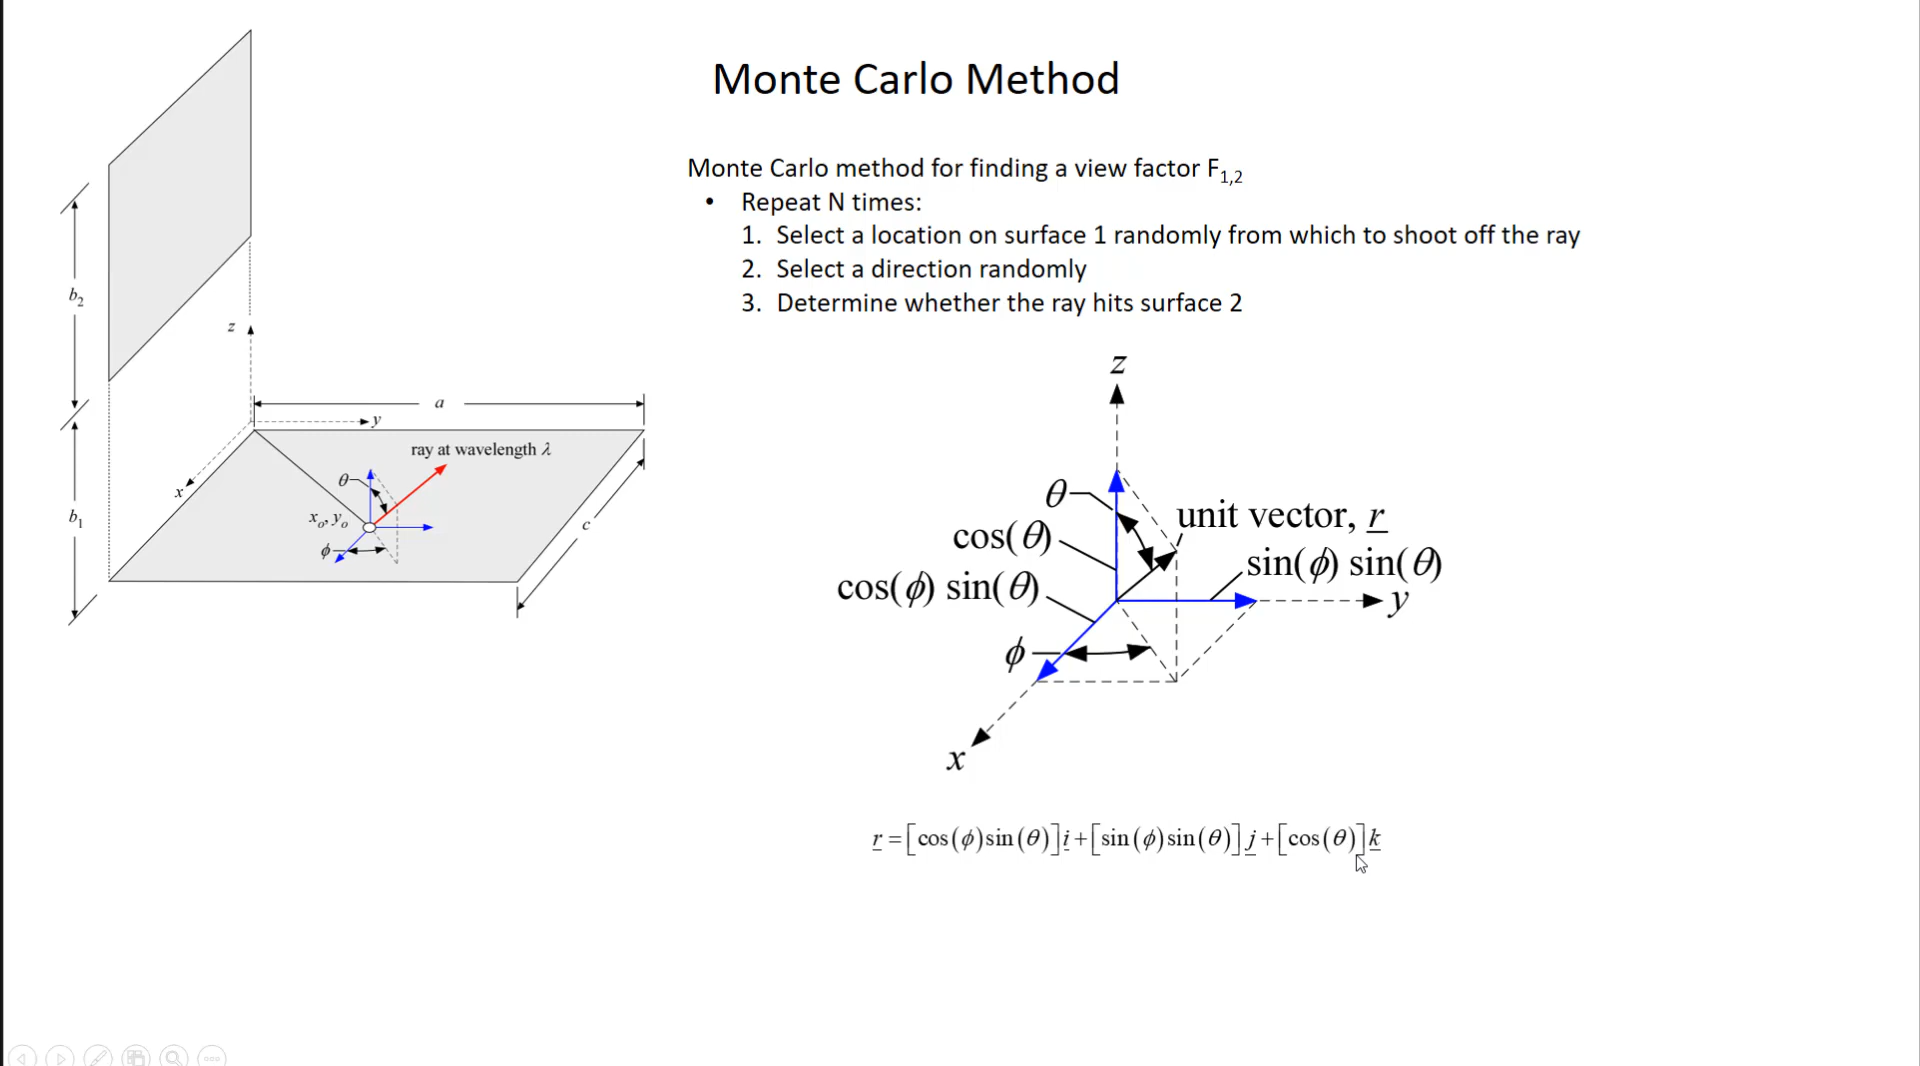 Monte Carlo Method
Monte Carlo method for finding a view factor F₁,₂
• Repeat N times:
1. Select a location on surface 1 randomly from which to shoot off the ray
2. Select a direction randomly
3. Determine whether the ray hits surface 2
b₂
z
a
y
ray at wavelength λ
θ
x
xₒ, yₒ
b₁
c
ϕ
z
θ
unit vector, r
cos(θ)
sin(ϕ) sin(θ)
cos(ϕ) sin(θ)
y
ϕ
x
r = [cos(ϕ)sin(θ)]i + [sin(ϕ)sin(θ)]j + [cos(θ)]k